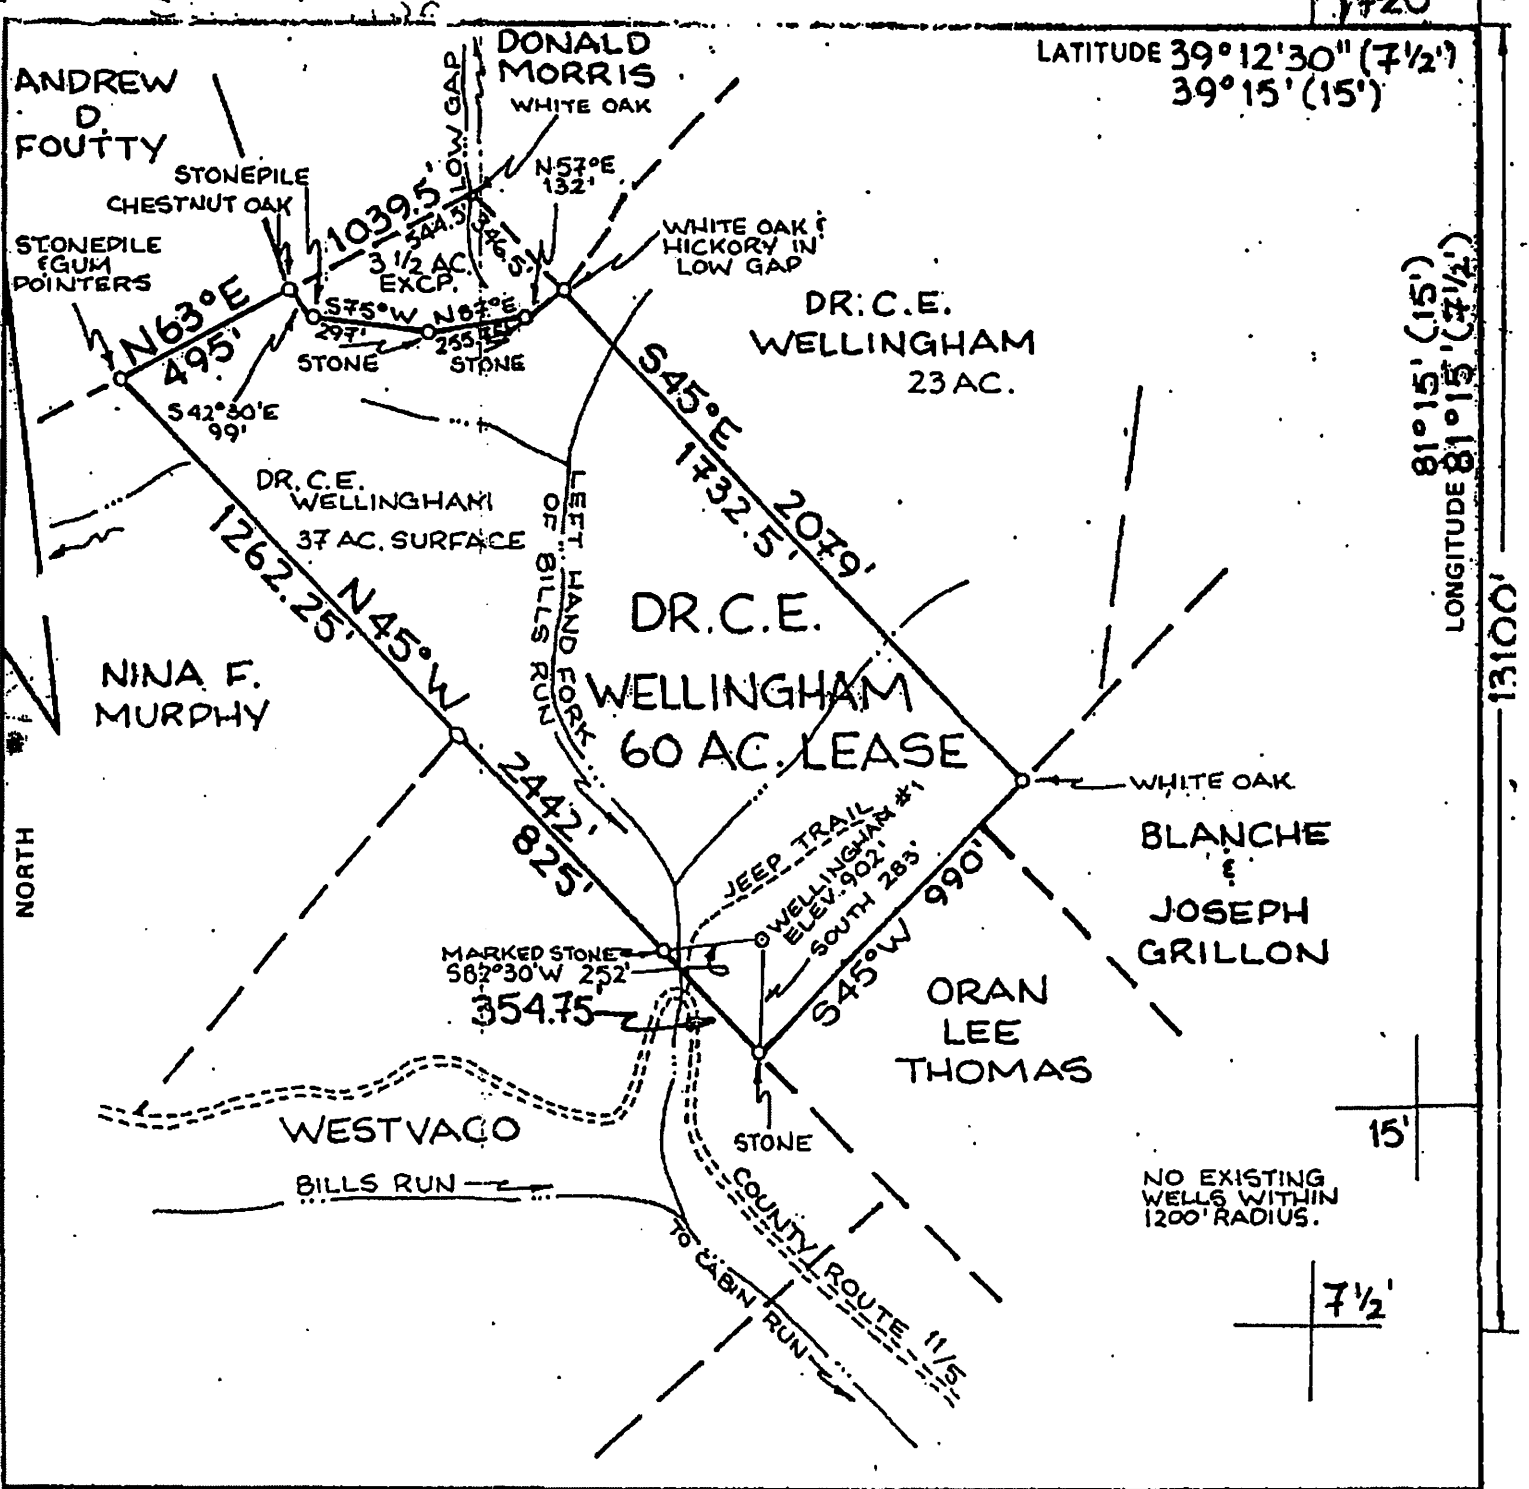 LATITUDE 39°12'30" (7½')
39°15' (15')
DONALD
MORRIS
WHITE OAK
LOW GAP
ANDREW
D.
FOUTTY
STONEPILE
CHESTNUT OAK
STONEPILE
& GUM
POINTERS
1039.5'
544.5'
346.5'
3 1/2 AC.
EXCP.
N 57°E
132'
WHITE OAK &
HICKORY IN
LOW GAP
N63°E
495'
S75°W
297'
STONE
N 87°E
STONE
S 42°30'E
99'
DR. C.E.
WELLINGHAM
23 AC.
81°15' (15')
LONGITUDE 81°15' (7½')
13100'
S45°E
1732.5'
2079'
DR. C.E.
WELLINGHAM
37 AC. SURFACE
1262.25'
N45°W
LEFT HAND FORK
OF BILLS RUN
DR. C.E.
WELLINGHAM
60 AC. LEASE
NINA F.
MURPHY
2442'
825'
NORTH
WHITE OAK
BLANCHE
&
JOSEPH
GRILLON
JEEP TRAIL
WELLINGHAM #1
ELEV. 902'
SOUTH 283'
S45°W 990'
MARKED STONE
S82°30'W 252'
354.75'
ORAN
LEE
THOMAS
WESTVACO
STONE
BILLS RUN
COUNTY ROUTE 11/5
TO CABIN RUN
15'
NO EXISTING
WELLS WITHIN
1200' RADIUS.
7½'